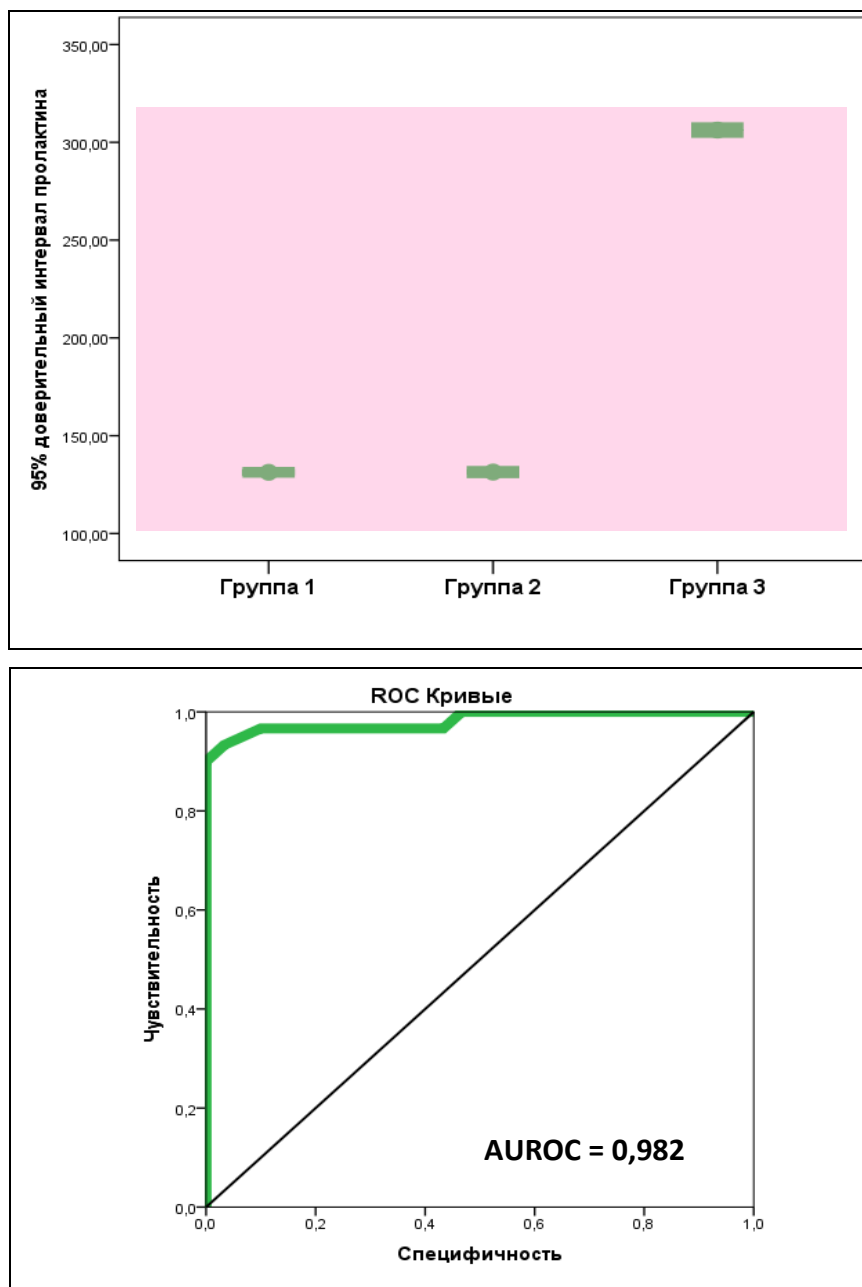 350,00
300,00
250,00
200,00
150,00
100,00
95% доверительный интервал пролактина
Группа 1 Группа 2 Группа 3
ROC Кривые
1,0
0,8
0,6
0,4
0,2
0,0
Чувствительность
AUROC = 0,982
0,0 0,2 0,4 0,6 0,8 1,0
Специфичность